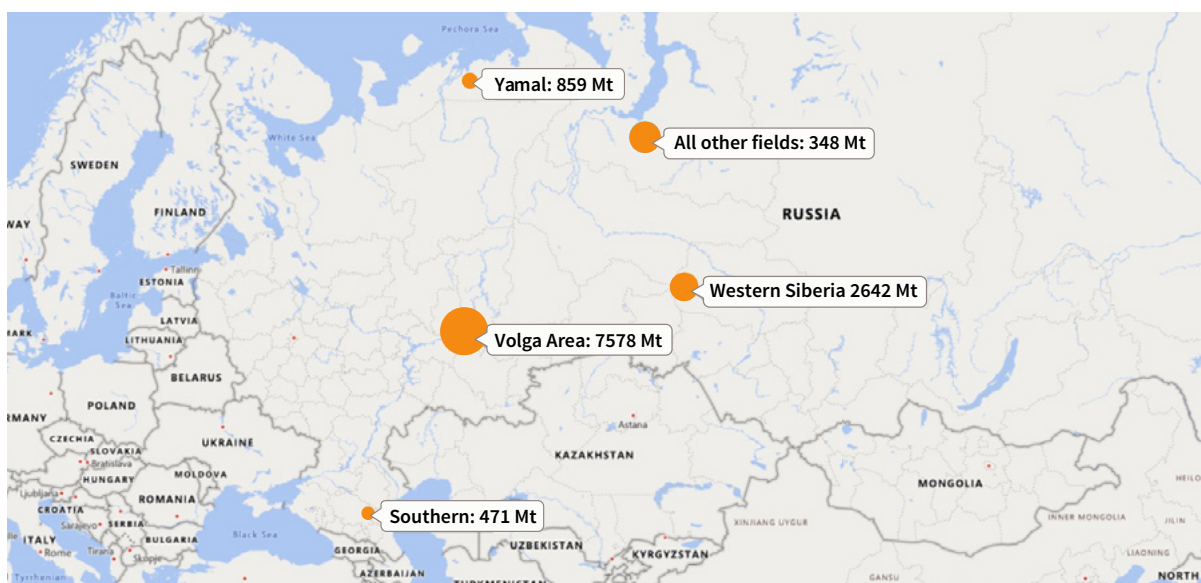 Pechora Sea
Yamal: 859 Mt
White Sea
All other fields: 348 Mt
SWEDEN
FINLAND
RUSSIA
WAY
Tallinn
ESTONIA
Baltic
Sea
Western Siberia 2642 Mt
LATVIA
MARK
LITHUANIA
Volga Area: 7578 Mt
BELARUS
POLAND
RMANY
Astana
CZECHIA
UKRAINE
SLOVAKIA
KAZAKHSTAN
Bratislava
HUNGARY
MOLDOVA
MONGOLIA
HEILO
Ljubljana
ROMANIA
CROATIA
Southern: 471 Mt
INNER MONGOLIA
JILIN
Sarajevo
SERBIA
XINJIANG UYGUR
ITALY
BULGARIA
Black Sea
UZBEKISTAN
Rome
Tirana
Skopje
GEORGIA
KYRGYZSTAN
LIAONING
AZERBAIJAN
TURKMENISTAN
GANSU
NORTH
Tyrrhenian